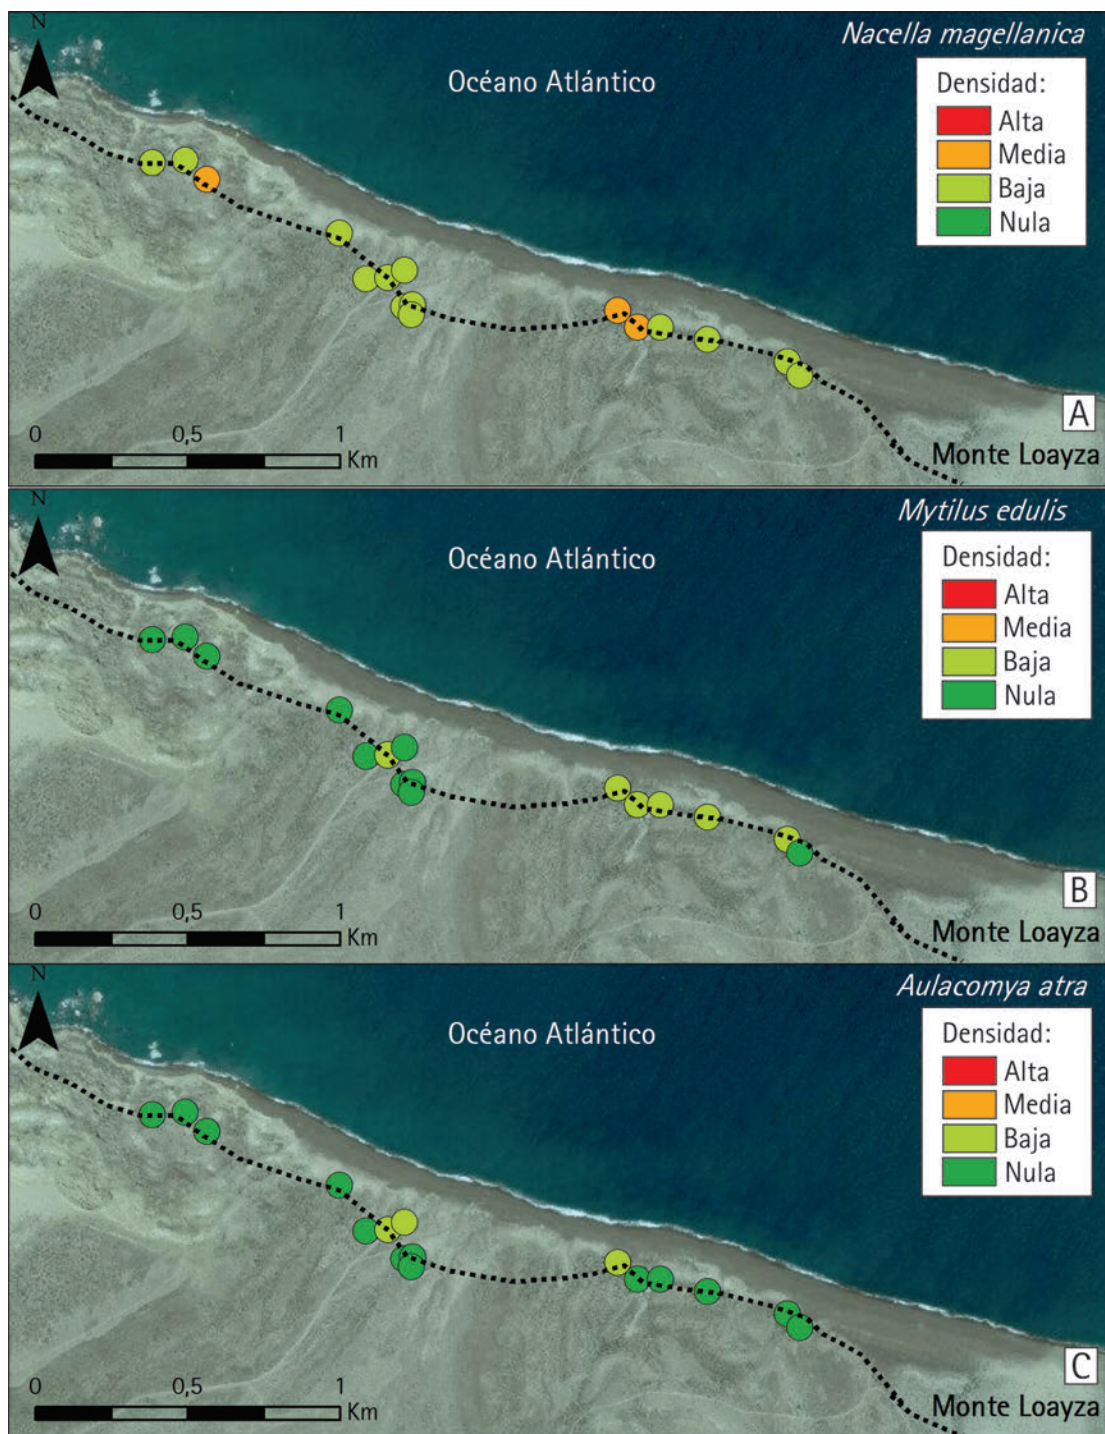 N
Nacella magellanica
Océano Atlántico
Densidad:
Alta
Media
Baja
Nula
A
0 0,5 1
Km
Monte Loayza
N
Mytilus edulis
Océano Atlántico
Densidad:
Alta
Media
Baja
Nula
B
0 0,5 1
Km
Monte Loayza
N
Aulacomya atra
Océano Atlántico
Densidad:
Alta
Media
Baja
Nula
C
0 0,5 1
Km
Monte Loayza